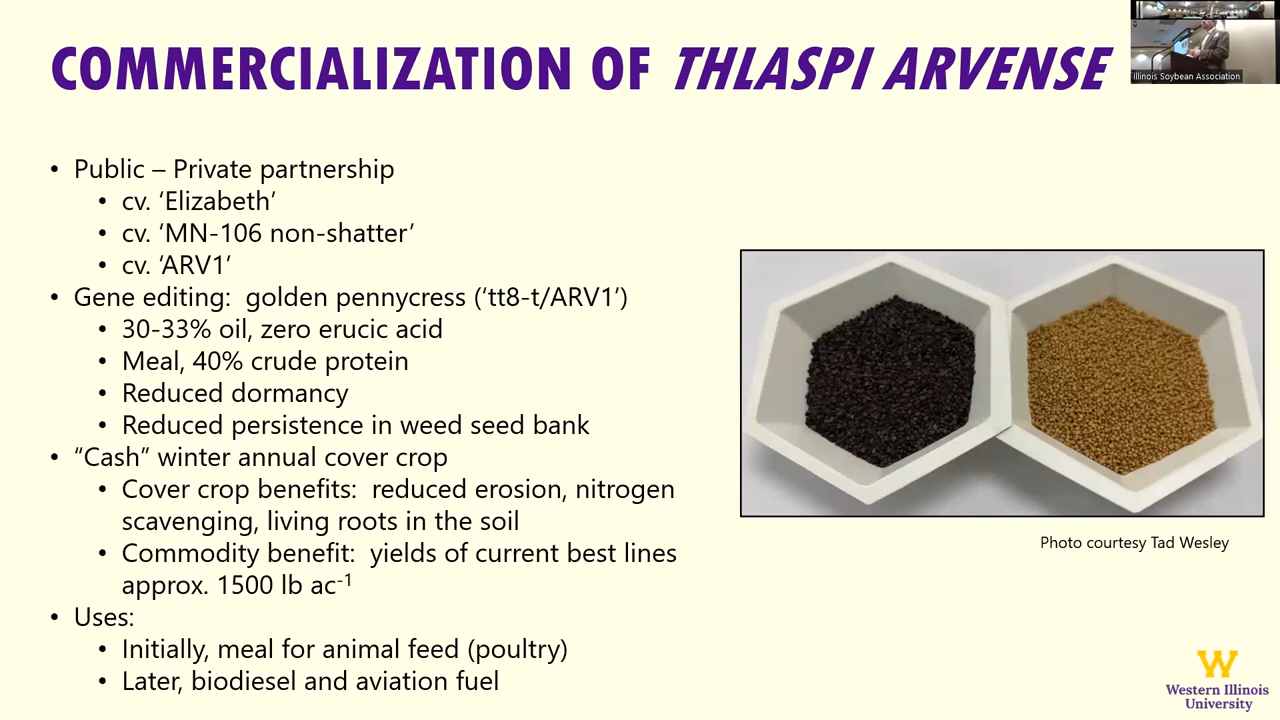 COMMERCIALIZATION OF THLASPI ARVENSE
Illinois Soybean Association
• Public – Private partnership
• cv. ‘Elizabeth’
• cv. ‘MN-106 non-shatter’
• cv. ‘ARV1’
• Gene editing:  golden pennycress (‘tt8-t/ARV1’)
• 30-33% oil, zero erucic acid
• Meal, 40% crude protein
• Reduced dormancy
• Reduced persistence in weed seed bank
• “Cash” winter annual cover crop
• Cover crop benefits:  reduced erosion, nitrogen
scavenging, living roots in the soil
• Commodity benefit:  yields of current best lines
approx. 1500 lb ac⁻¹
• Uses:
• Initially, meal for animal feed (poultry)
• Later, biodiesel and aviation fuel
Photo courtesy Tad Wesley
W
Western Illinois
University